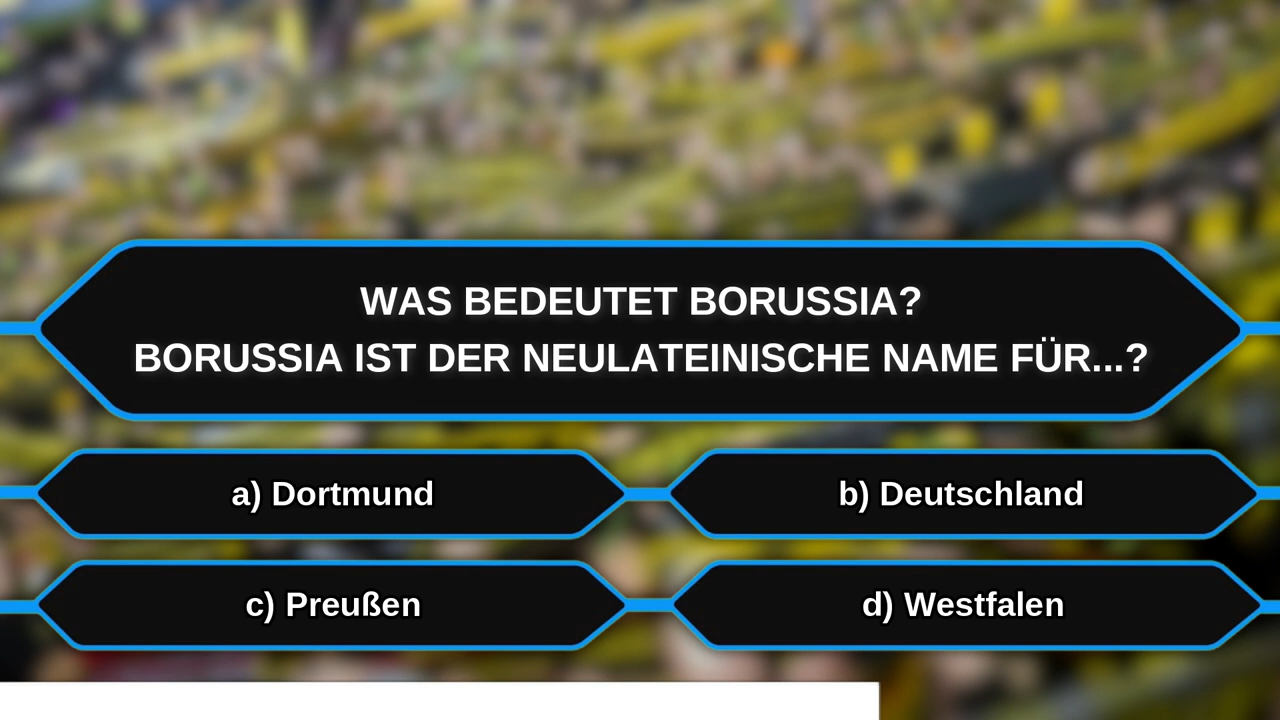 WAS BEDEUTET BORUSSIA?
BORUSSIA IST DER NEULATEINISCHE NAME FÜR...?
a) Dortmund
b) Deutschland
c) Preußen
d) Westfalen